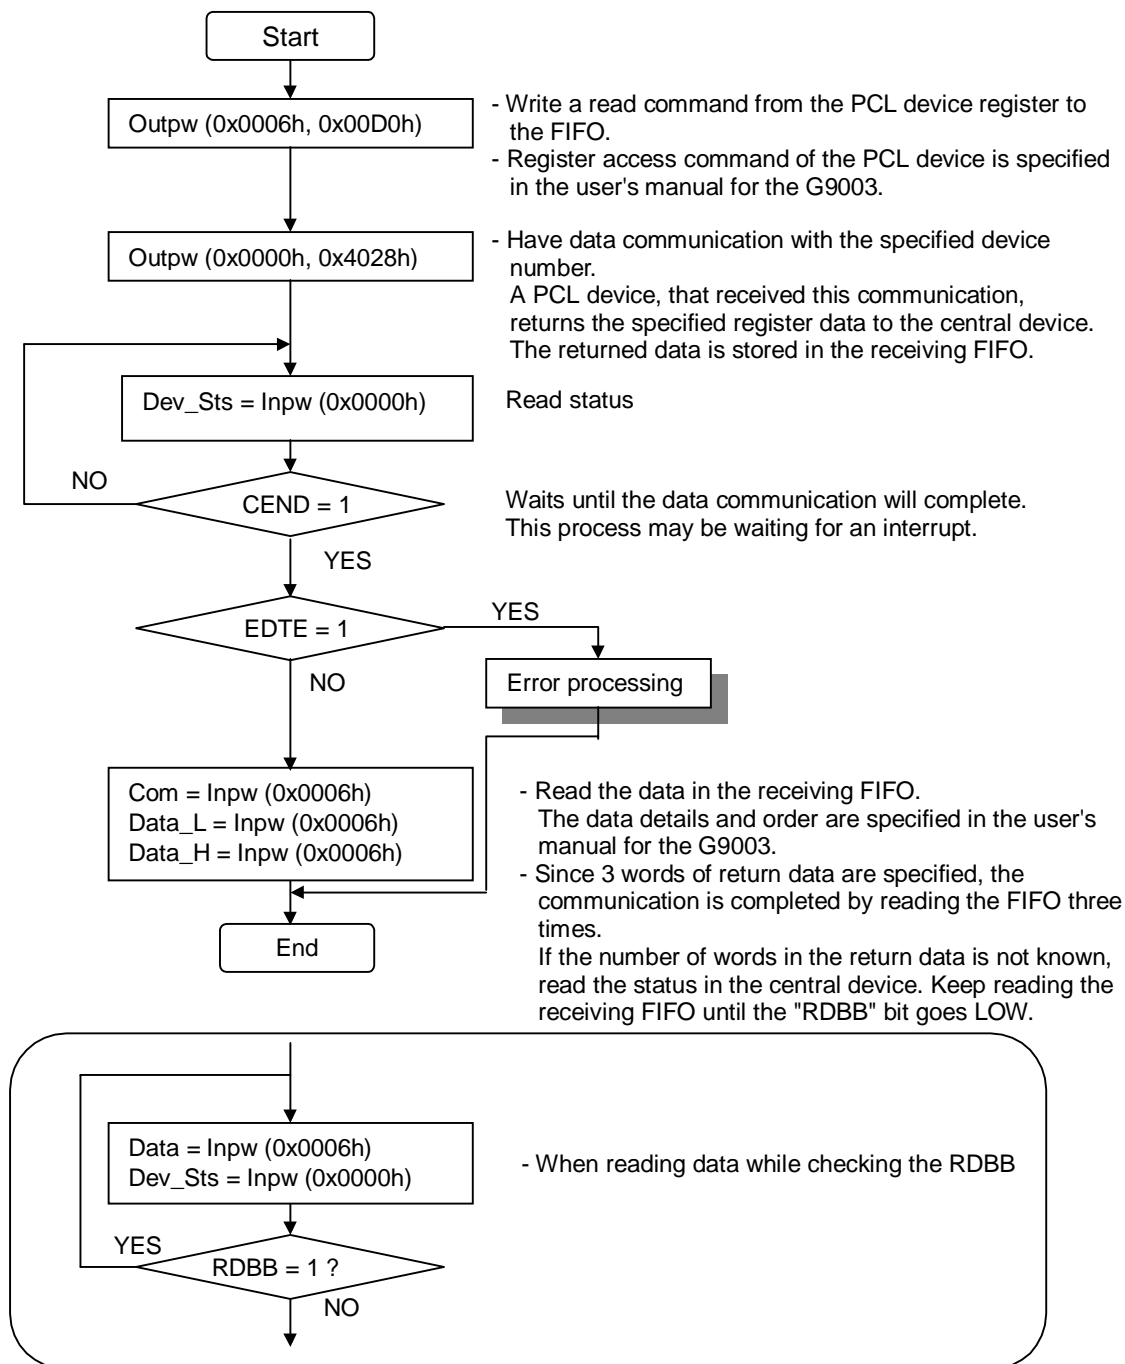 Start
Outpw (0x0006h, 0x00D0h)
- Write a read command from the PCL device register to
the FIFO.
- Register access command of the PCL device is specified
in the user's manual for the G9003.
Outpw (0x0000h, 0x4028h)
- Have data communication with the specified device
number.
A PCL device, that received this communication,
returns the specified register data to the central device.
The returned data is stored in the receiving FIFO.
Dev_Sts = Inpw (0x0000h)
Read status
NO
CEND = 1
Waits until the data communication will complete.
This process may be waiting for an interrupt.
YES
EDTE = 1
YES
NO
Error processing
Com = Inpw (0x0006h)
Data_L = Inpw (0x0006h)
Data_H = Inpw (0x0006h)
- Read the data in the receiving FIFO.
The data details and order are specified in the user's
manual for the G9003.
- Since 3 words of return data are specified, the
communication is completed by reading the FIFO three
times.
If the number of words in the return data is not known,
read the status in the central device. Keep reading the
receiving FIFO until the "RDBB" bit goes LOW.
End
Data = Inpw (0x0006h)
Dev_Sts = Inpw (0x0000h)
- When reading data while checking the RDBB
YES
RDBB = 1 ?
NO